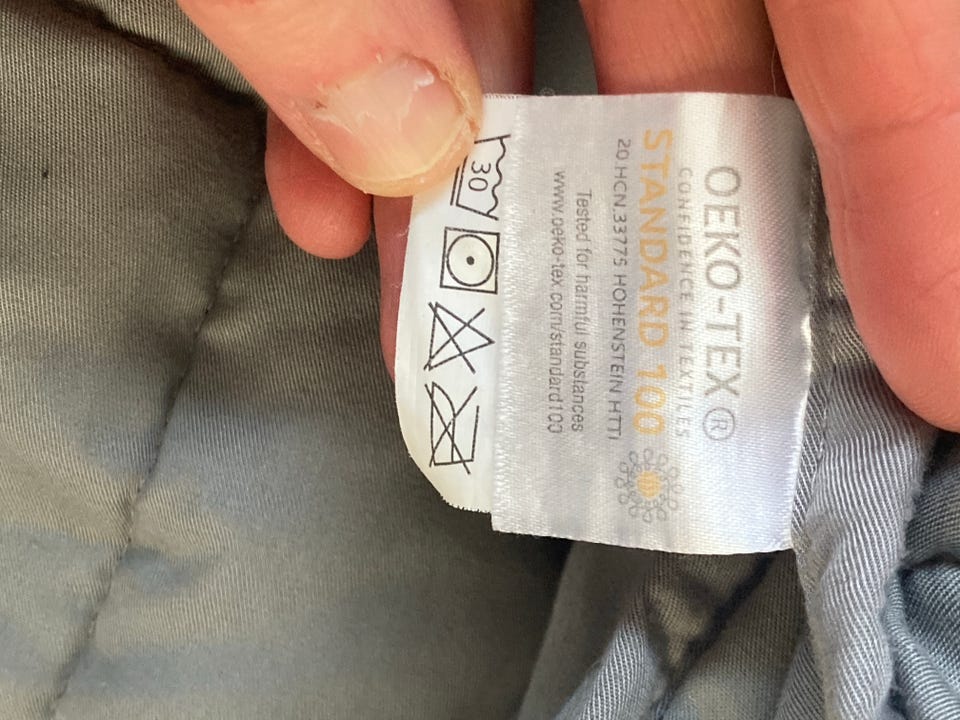 OEKO-TEX®
CONFIDENCE IN TEXTILES
STANDARD 100
20.HCN.33775 HOHENSTEIN HTTI
Tested for harmful substances
www.oeko-tex.com/standard100
30